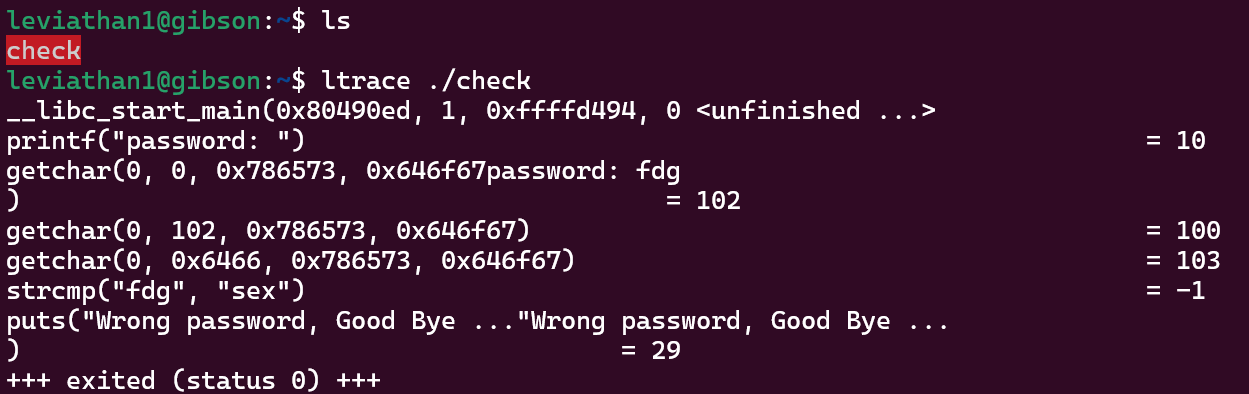 leviathan1@gibson:~$ ls
check
leviathan1@gibson:~$ ltrace ./check
__libc_start_main(0x80490ed, 1, 0xffffd494, 0 <unfinished ...>
printf("password: ") = 10
getchar(0, 0, 0x786573, 0x646f67password: fdg
) = 102
getchar(0, 102, 0x786573, 0x646f67) = 100
getchar(0, 0x6466, 0x786573, 0x646f67) = 103
strcmp("fdg", "sex") = -1
puts("Wrong password, Good Bye ..."Wrong password, Good Bye ...
) = 29
+++ exited (status 0) +++